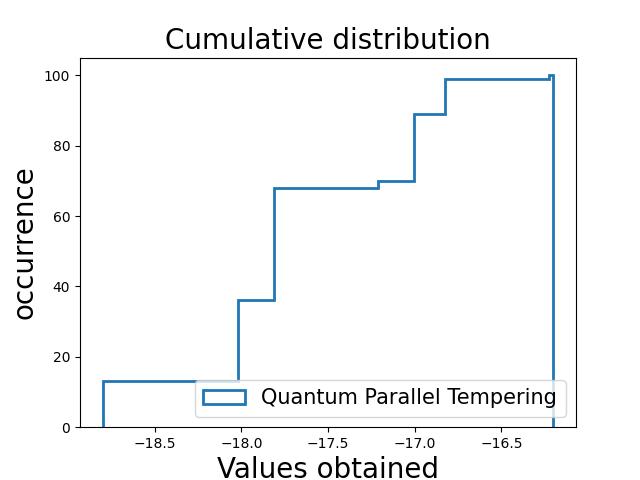 Cumulative distribution
occurrence
100
80
60
40
20
0
Quantum Parallel Tempering
−18.5 −18.0 −17.5 −17.0 −16.5
Values obtained